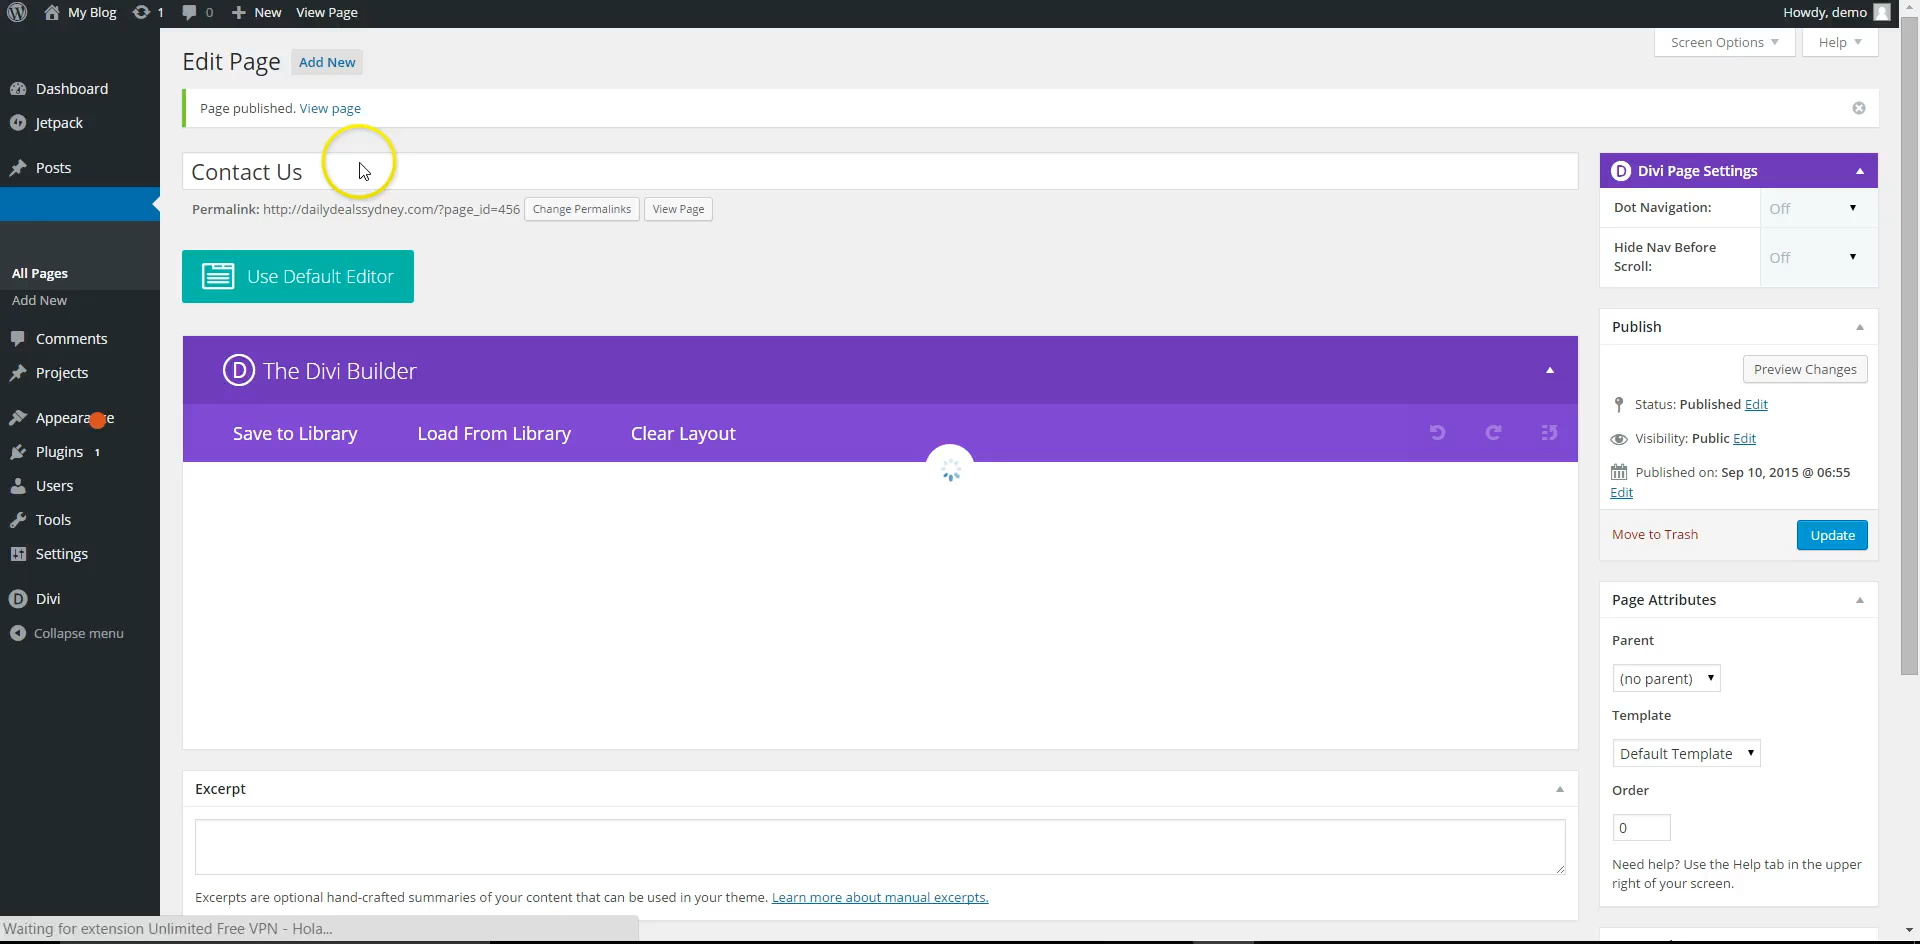 My Blog 1 0 New View Page Howdy, demo
Screen Options Help
Edit Page Add New
Page published. View page
Dashboard
Jetpack
Posts
All Pages
Add New
Comments
Projects
Appearance
Plugins 1
Users
Tools
Settings
Divi
Collapse menu
Contact Us
Permalink: http://dailydealssydney.com/?page_id=456 Change Permalinks View Page
Use Default Editor
D The Divi Builder
Save to Library Load From Library Clear Layout
Excerpt
Excerpts are optional hand-crafted summaries of your content that can be used in your theme. Learn more about manual excerpts.
D Divi Page Settings
Dot Navigation: Off
Hide Nav Before
Scroll: Off
Publish
Preview Changes
Status: Published Edit
Visibility: Public Edit
Published on: Sep 10, 2015 @ 06:55
Edit
Move to Trash Update
Page Attributes
Parent
(no parent)
Template
Default Template
Order
0
Need help? Use the Help tab in the upper
right of your screen.
Waiting for extension Unlimited Free VPN - Hola...